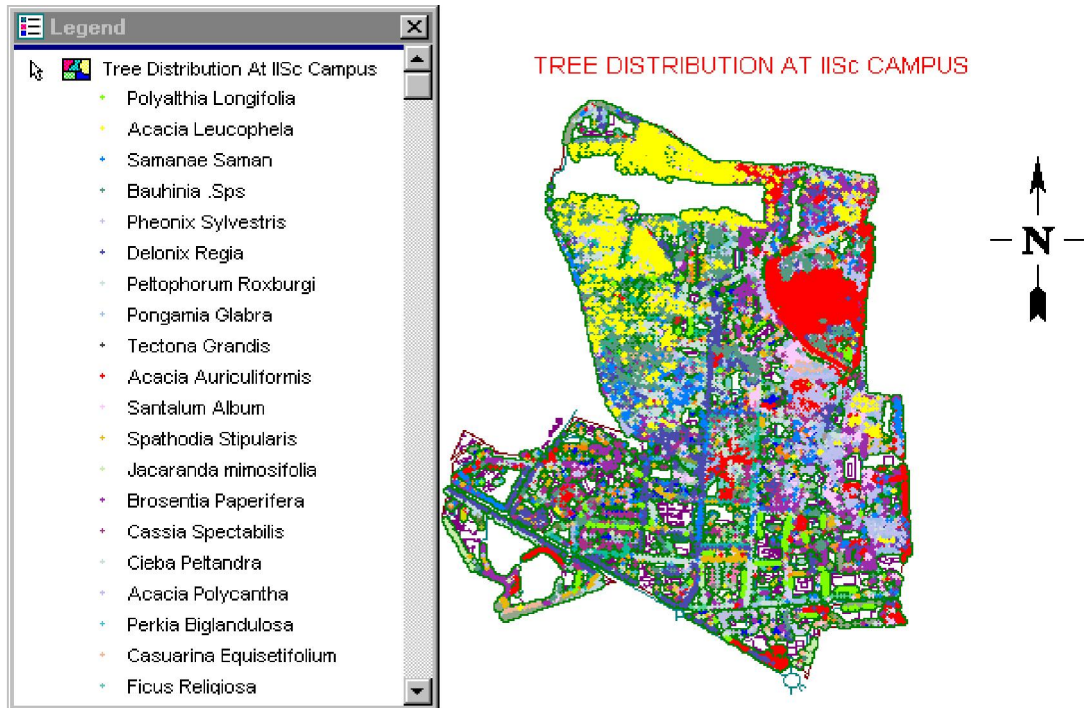 Legend
Tree Distribution At IISc Campus
Polyalthia Longifolia
Acacia Leucophela
Samanae Saman
Bauhinia .Sps
Pheonix Sylvestris
Delonix Regia
Peltophorum Roxburgi
Pongamia Glabra
Tectona Grandis
Acacia Auriculiformis
Santalum Album
Spathodia Stipularis
Jacaranda mimosifolia
Brosentia Paperifera
Cassia Spectabilis
Cieba Peltandra
Acacia Polycantha
Perkia Biglandulosa
Casuarina Equisetifolium
Ficus Religiosa
TREE DISTRIBUTION AT IISc CAMPUS
N